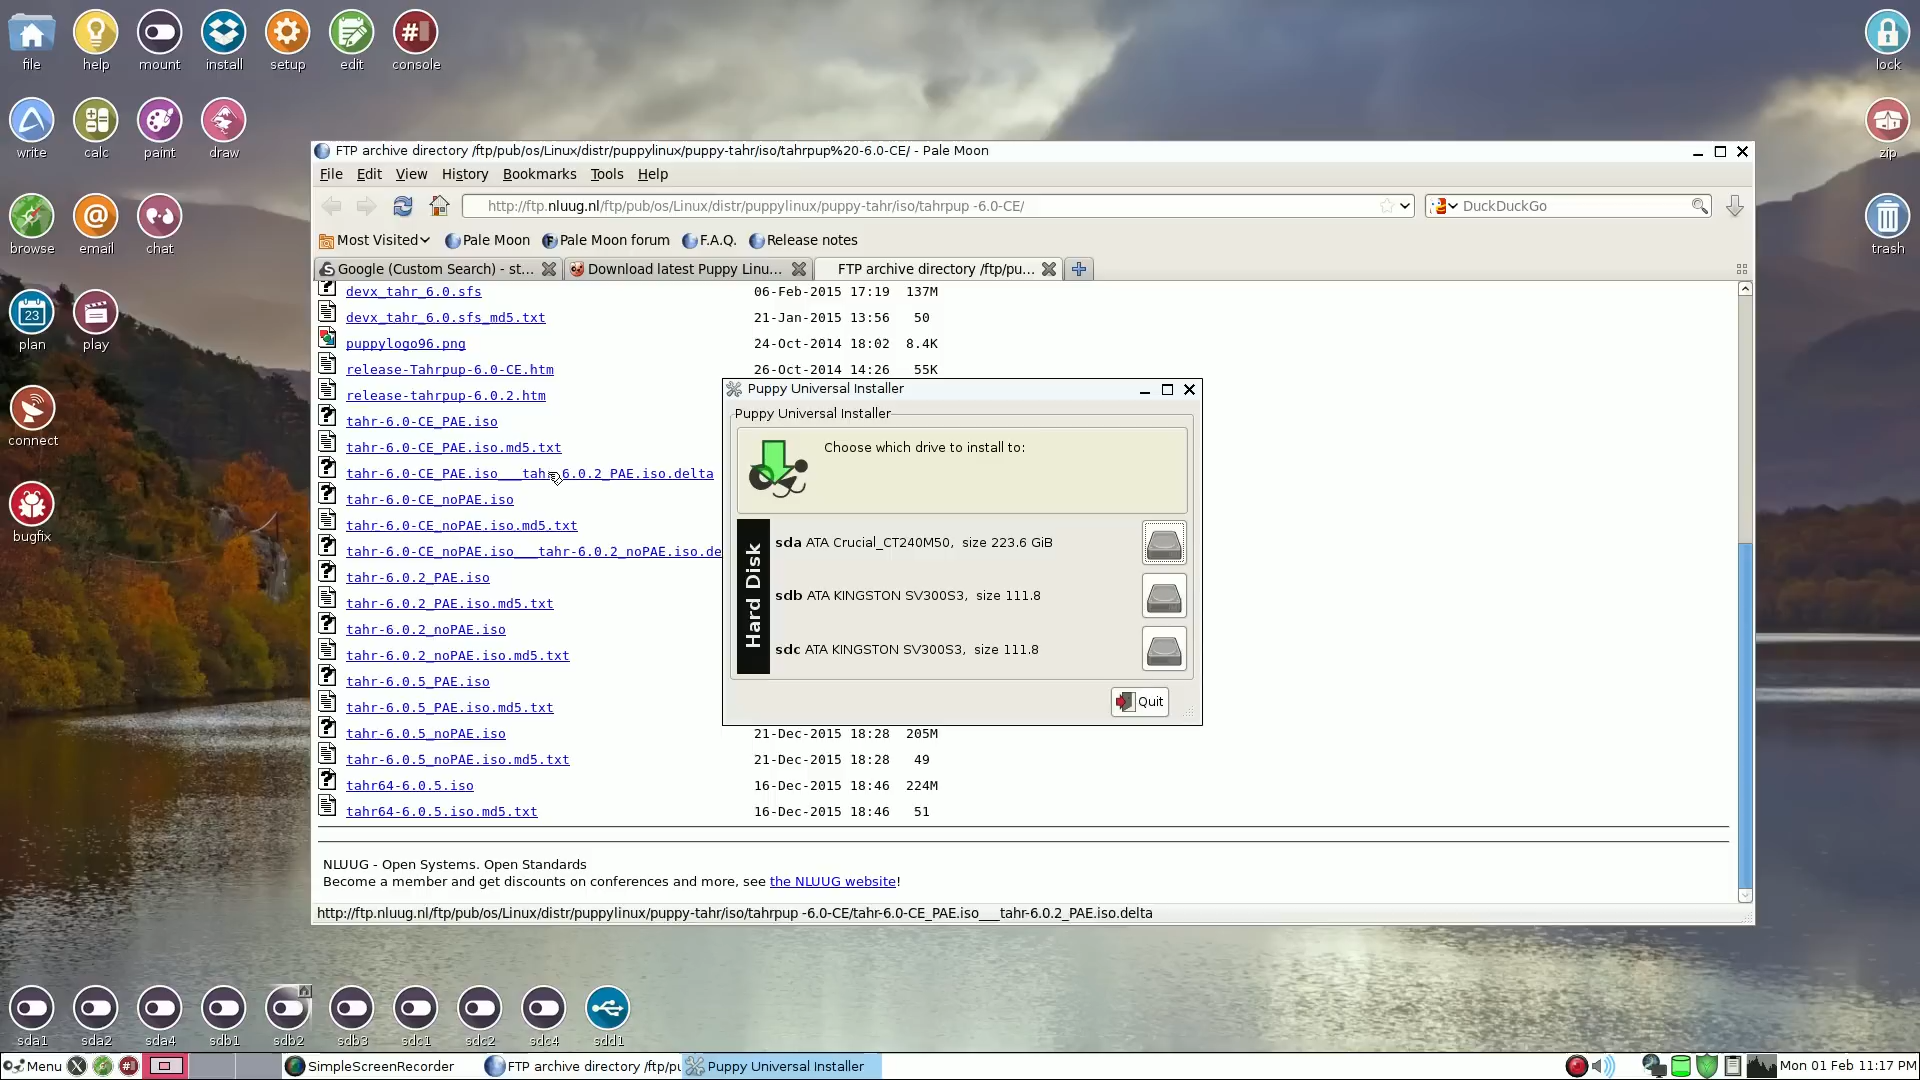 file
help
mount
install
setup
edit
console
lock
write
calc
paint
draw
zip
browse
email
chat
trash
plan
23
play
connect
bugfix
FTP archive directory /ftp/pub/os/Linux/distr/puppylinux/puppy-tahr/iso/tahrpup%20-6.0-CE/ - Pale Moon
File Edit View History Bookmarks Tools Help
http://ftp.nluug.nl/ftp/pub/os/Linux/distr/puppylinux/puppy-tahr/iso/tahrpup -6.0-CE/
DuckDuckGo
Most Visited Pale Moon Pale Moon forum F.A.Q. Release notes
Google (Custom Search) - st... Download latest Puppy Linu... FTP archive directory /ftp/pu...
devx_tahr_6.0.sfs 06-Feb-2015 17:19 137M
devx_tahr_6.0.sfs_md5.txt 21-Jan-2015 13:56 50
puppylogo96.png 24-Oct-2014 18:02 8.4K
release-Tahrpup-6.0-CE.htm 26-Oct-2014 14:26 55K
release-tahrpup-6.0.2.htm
tahr-6.0-CE_PAE.iso
tahr-6.0-CE_PAE.iso.md5.txt
tahr-6.0-CE_PAE.iso___tahr-6.0.2_PAE.iso.delta
tahr-6.0-CE_noPAE.iso
tahr-6.0-CE_noPAE.iso.md5.txt
tahr-6.0-CE_noPAE.iso___tahr-6.0.2_noPAE.iso.de
tahr-6.0.2_PAE.iso
tahr-6.0.2_PAE.iso.md5.txt
tahr-6.0.2_noPAE.iso
tahr-6.0.2_noPAE.iso.md5.txt
tahr-6.0.5_PAE.iso
tahr-6.0.5_PAE.iso.md5.txt
tahr-6.0.5_noPAE.iso 21-Dec-2015 18:28 205M
tahr-6.0.5_noPAE.iso.md5.txt 21-Dec-2015 18:28 49
tahr64-6.0.5.iso 16-Dec-2015 18:46 224M
tahr64-6.0.5.iso.md5.txt 16-Dec-2015 18:46 51
NLUUG - Open Systems. Open Standards
Become a member and get discounts on conferences and more, see the NLUUG website!
http://ftp.nluug.nl/ftp/pub/os/Linux/distr/puppylinux/puppy-tahr/iso/tahrpup -6.0-CE/tahr-6.0-CE_PAE.iso___tahr-6.0.2_PAE.iso.delta
Puppy Universal Installer
Puppy Universal Installer
Choose which drive to install to:
Hard Disk
sda ATA Crucial_CT240M50, size 223.6 GiB
sdb ATA KINGSTON SV300S3, size 111.8
sdc ATA KINGSTON SV300S3, size 111.8
Quit
sda1
sda2
sda4
sdb1
sdb2
sdb3
sdc1
sdc2
sdc4
sdd1
Menu
SimpleScreenRecorder
FTP archive directory /ftp/pu
Puppy Universal Installer
Mon 01 Feb 11:17 PM